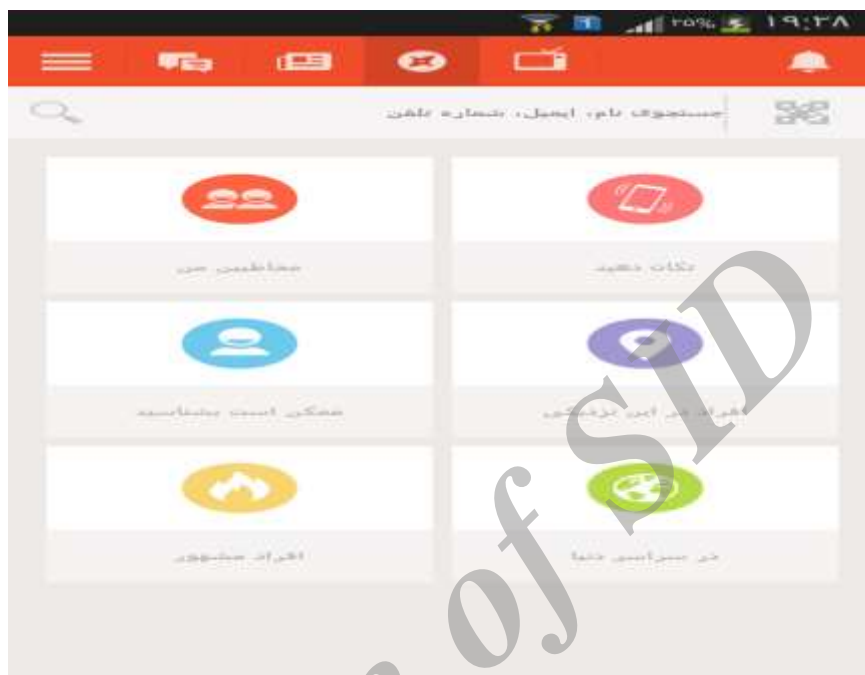 ۱۹:۳۸ ۲۵%
جستجوی نام، ایمیل، شماره تلفن
تکان دهید
مخاطبین من
افراد در این نزدیکی
ممکن است بشناسید
در سراسر دنیا
افراد مشهور
of SID